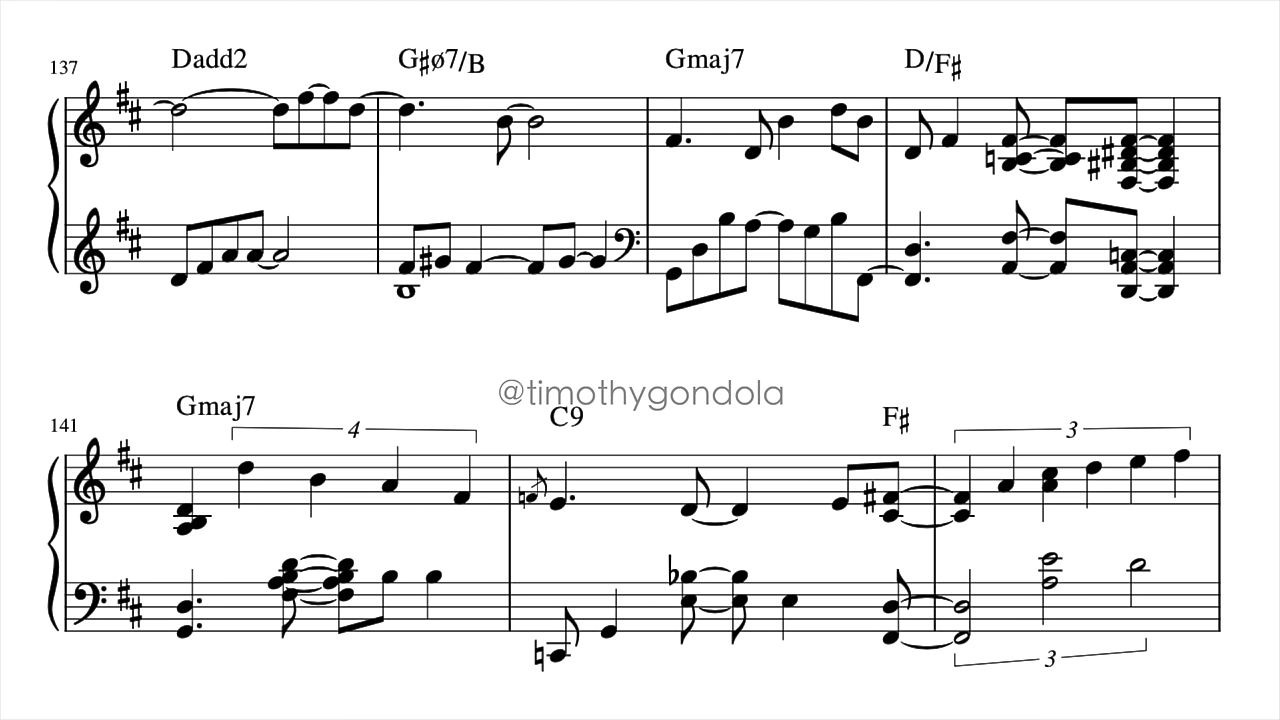 Dadd2 G♯ø7/B Gmaj7 D/F♯
137
@timothygondola
Gmaj7 C9 F♯
141
4 3
3